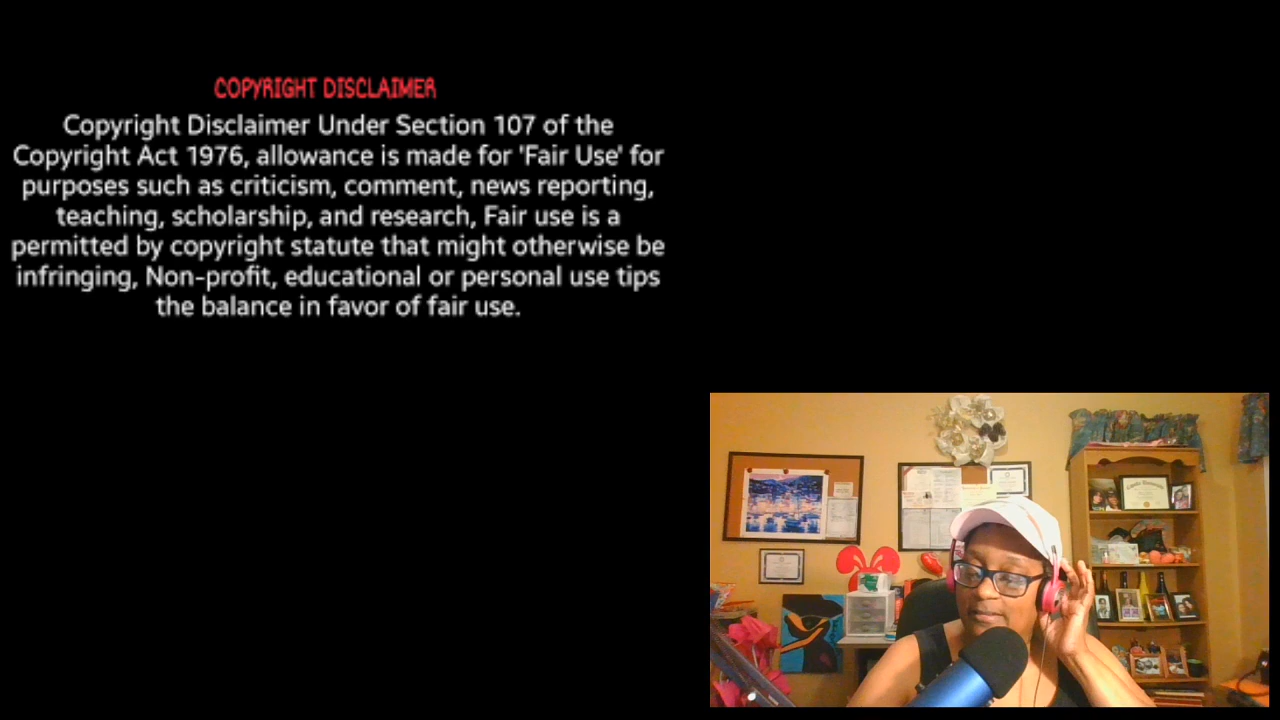 COPYRIGHT DISCLAIMER
Copyright Disclaimer Under Section 107 of the
Copyright Act 1976, allowance is made for 'Fair Use' for
purposes such as criticism, comment, news reporting,
teaching, scholarship, and research, Fair use is a
permitted by copyright statute that might otherwise be
infringing, Non-profit, educational or personal use tips
the balance in favor of fair use.